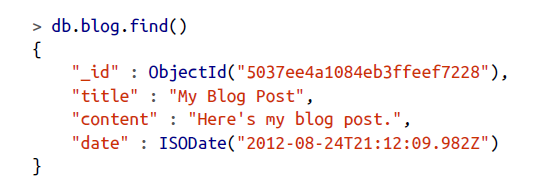 > db.blog.find()
{
    "_id" : ObjectId("5037ee4a1084eb3ffeef7228"),
    "title" : "My Blog Post",
    "content" : "Here's my blog post.",
    "date" : ISODate("2012-08-24T21:12:09.982Z")
}